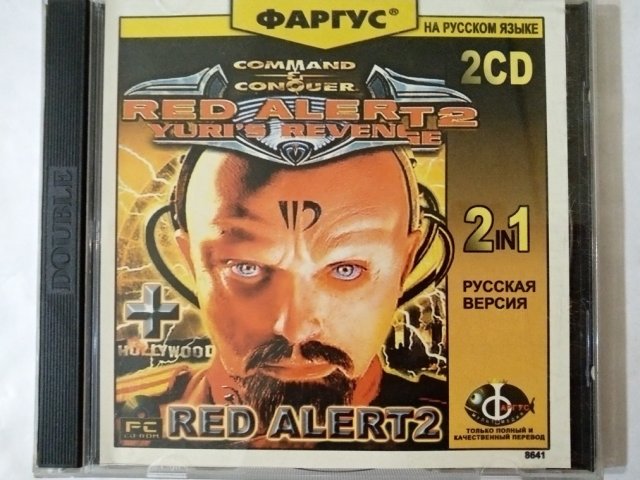 ФАРГУС®
НА РУССКОМ ЯЗЫКЕ
COMMAND
&
CONQUER
2CD
RED ALERT 2
YURI'S REVENGE
DOUBLE
2IN1
РУССКАЯ
ВЕРСИЯ
HOLLYWOOD
PC
CD-ROM
RED ALERT2
ФАРГУС
ТОЛЬКО ПОЛНЫЙ И
КАЧЕСТВЕННЫЙ ПЕРЕВОД
8641